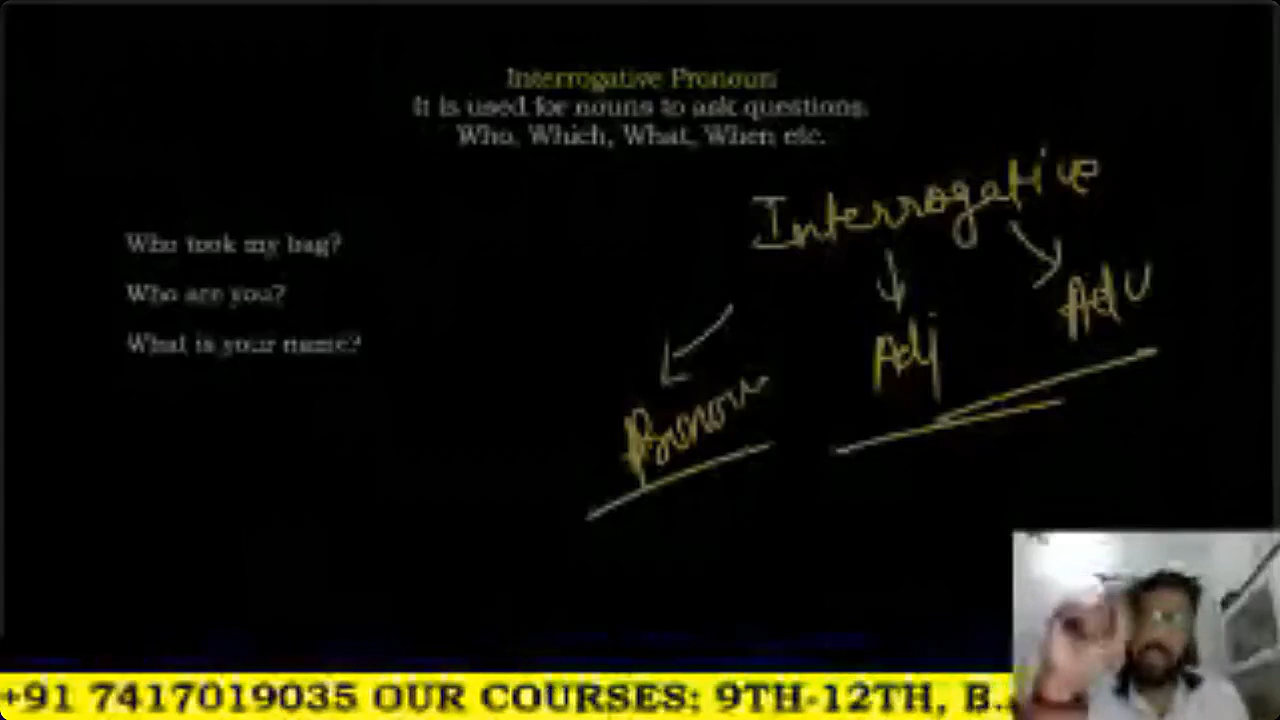 Interrogative Pronoun
It is used for nouns to ask questions.
Who, Which, What, When etc.
Interrogative
Who took my bag?
Who are you?
What is your name?
Adj
Adv
+91 7417019035 OUR COURSES: 9TH-12TH, B.